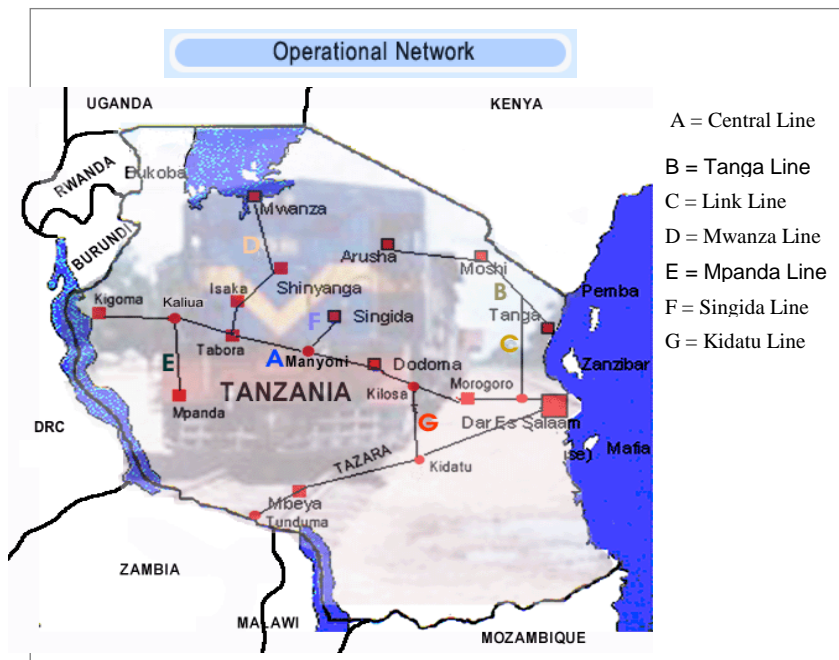 Operational Network
UGANDA
KENYA
A = Central Line
B = Tanga Line
C = Link Line
D = Mwanza Line
E = Mpanda Line
F = Singida Line
G = Kidatu Line
RWANDA
Bukoba
BURUNDI
Mwanza
D
Arusha
Moshi
B
Pemba
Kigoma
Kaliua
Isaka
Shinyanga
F
Singida
Tanga
C
Zanzibar
Tabora
A
Manyoni
Dodoma
E
TANZANIA
Kilosa
Morogoro
Mpanda
G
Dar Es Salaam
DRC
TAZARA
Kidatu
ise)
Mafia
Mbeya
Tunduma
ZAMBIA
MALAWI
MOZAMBIQUE